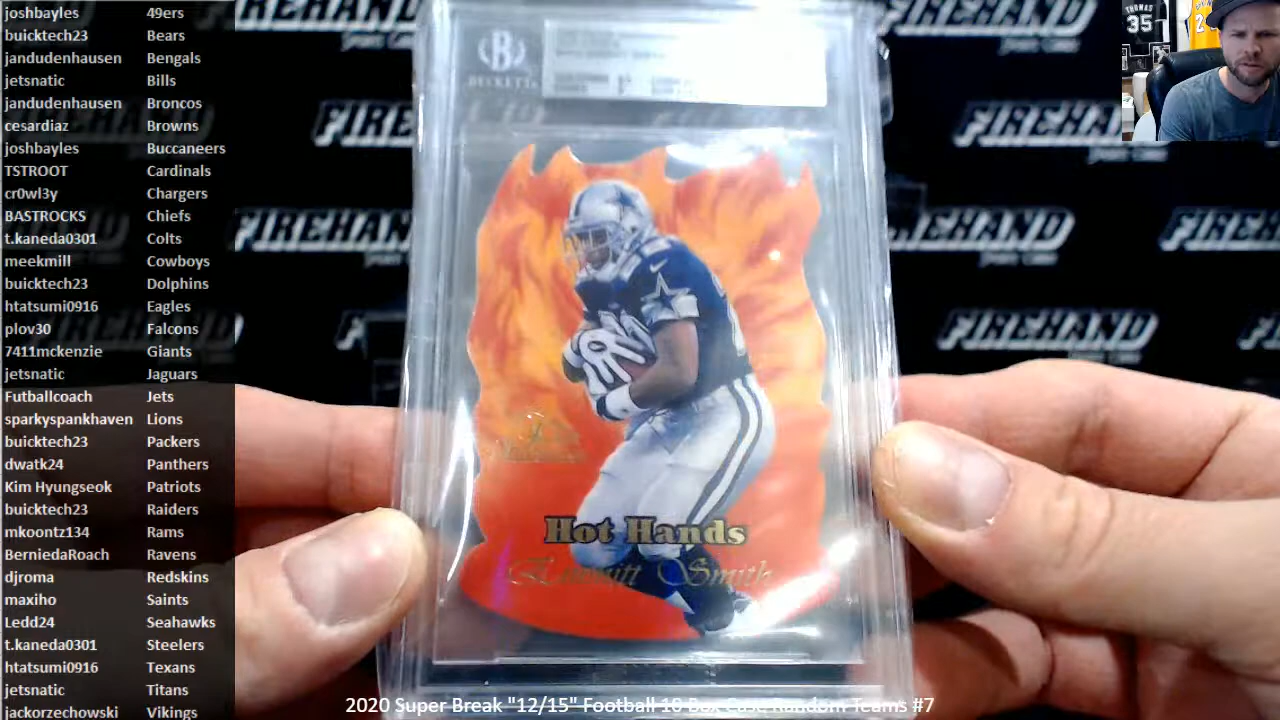 joshbayles 49ers
buicktech23 Bears
jandudenhausen Bengals
jetsnatic Bills
jandudenhausen Broncos
cesardiaz Browns
joshbayles Buccaneers
TSTROOT Cardinals
cr0wl3y Chargers
BASTROCKS Chiefs
t.kaneda0301 Colts
meekmill Cowboys
buicktech23 Dolphins
htatsumi0916 Eagles
plov30 Falcons
7411mckenzie Giants
jetsnatic Jaguars
Futballcoach Jets
sparkyspankhaven Lions
buicktech23 Packers
dwatk24 Panthers
Kim Hyungseok Patriots
buicktech23 Raiders
mkoontz134 Rams
BerniedaRoach Ravens
djroma Redskins
maxiho Saints
Ledd24 Seahawks
t.kaneda0301 Steelers
htatsumi0916 Texans
jetsnatic Titans
jackorzechowski Vikings
B
BECKETT
Hot Hands
Emmitt Smith
FIREHAND
FIREHAND
FIREHAND
FIREHAND
THOMAS
35
2020 Super Break "12/15" Football 10 Box Case Random Teams #7